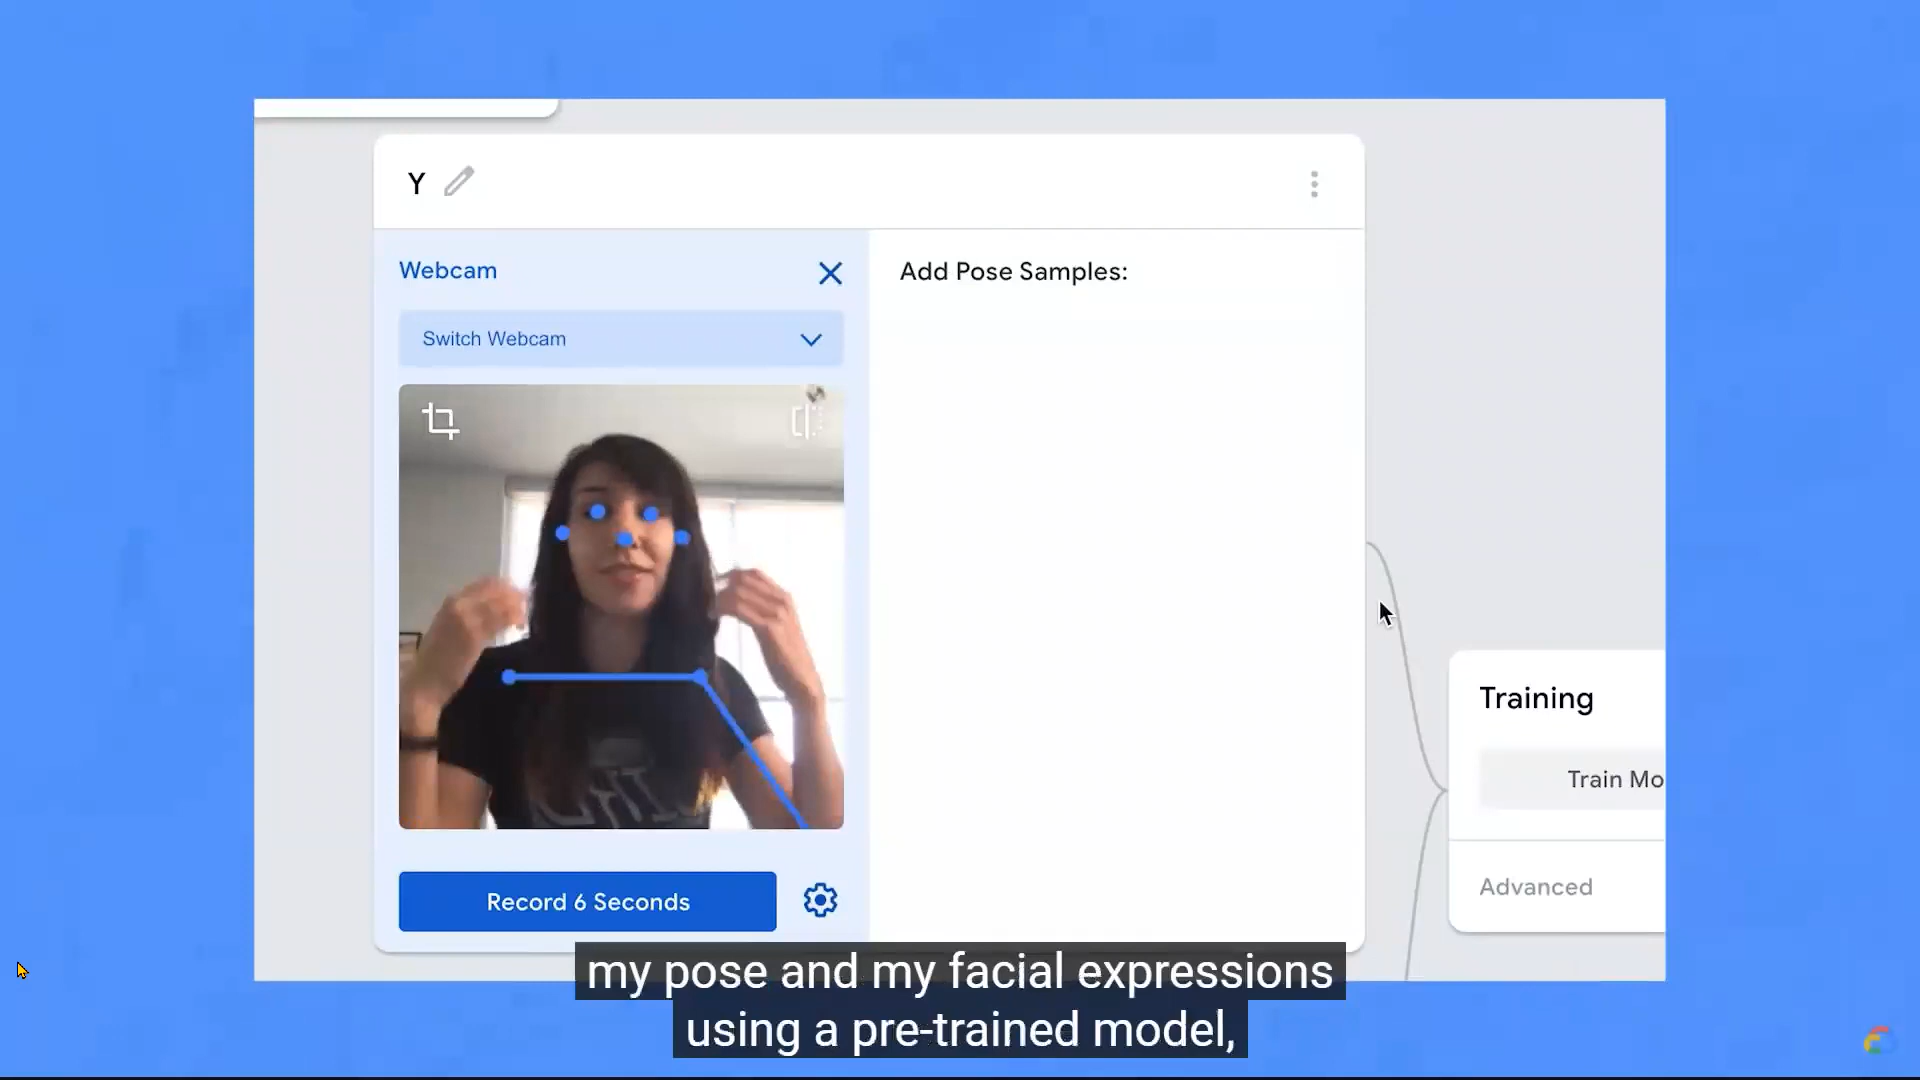 Y
Webcam
Switch Webcam
Record 6 Seconds
Add Pose Samples:
Training
Train Mo
Advanced
my pose and my facial expressions
using a pre-trained model,